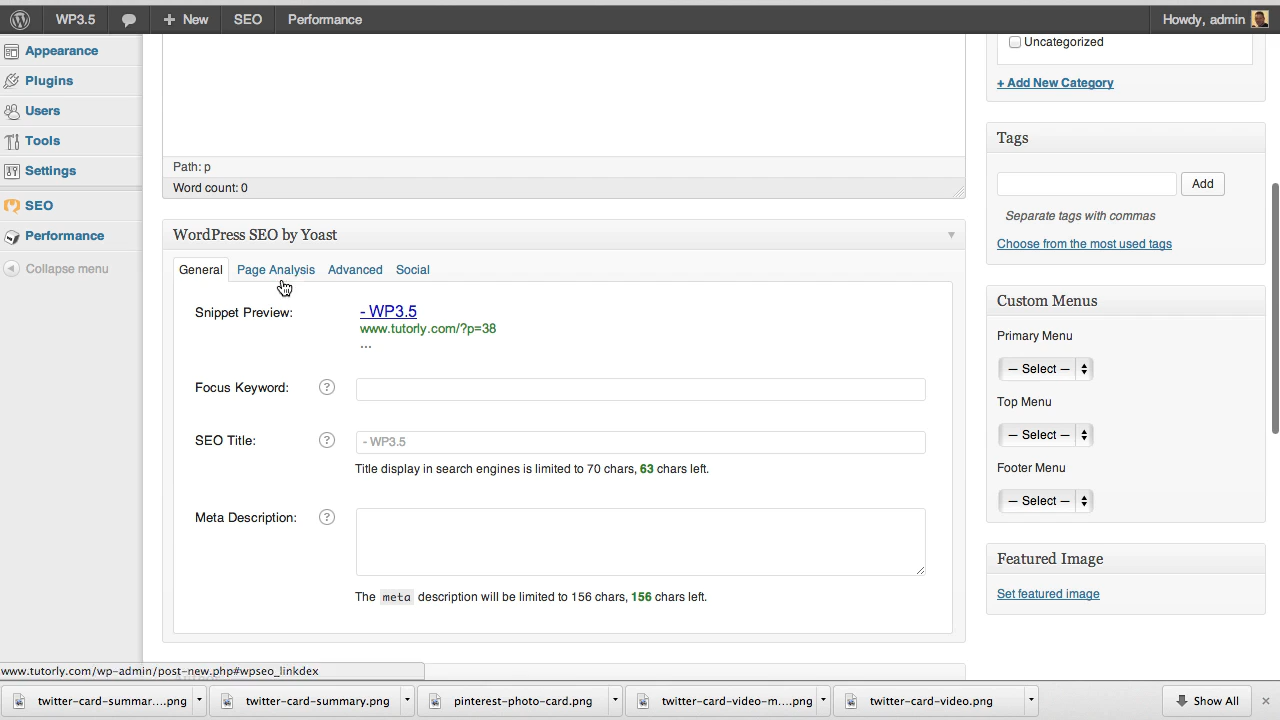 WP3.5 New SEO Performance Howdy, admin
Appearance
Plugins
Users
Tools
Settings
SEO
Performance
Collapse menu
Path: p
Word count: 0
WordPress SEO by Yoast
General Page Analysis Advanced Social
Snippet Preview:
- WP3.5
www.tutorly.com/?p=38
...
Focus Keyword: ?
SEO Title: ? - WP3.5
Title display in search engines is limited to 70 chars, 63 chars left.
Meta Description: ?
The meta description will be limited to 156 chars, 156 chars left.
Uncategorized
+ Add New Category
Tags
Add
Separate tags with commas
Choose from the most used tags
Custom Menus
Primary Menu
— Select —
Top Menu
— Select —
Footer Menu
— Select —
Featured Image
Set featured image
www.tutorly.com/wp-admin/post-new.php#wpseo_linkdex
twitter-card-summar....png twitter-card-summary.png pinterest-photo-card.png twitter-card-video-m....png twitter-card-video.png Show All